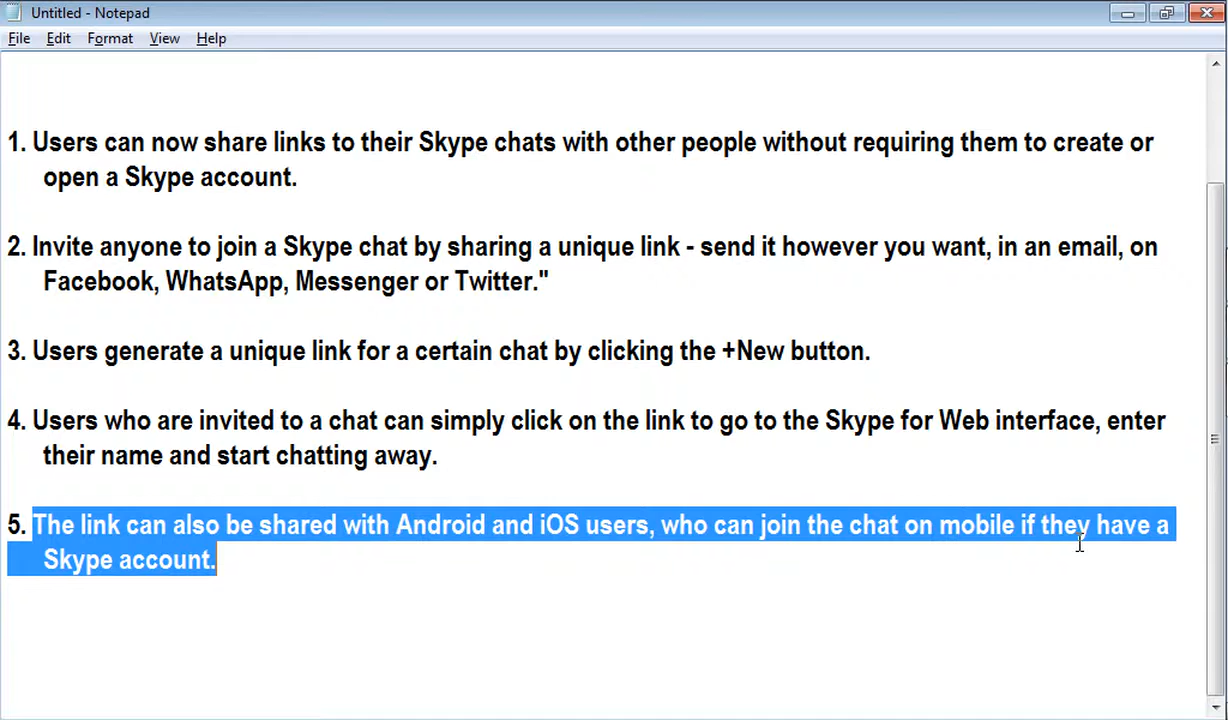 Untitled - Notepad
File Edit Format View Help
1. Users can now share links to their Skype chats with other people without requiring them to create or
open a Skype account.
2. Invite anyone to join a Skype chat by sharing a unique link - send it however you want, in an email, on
Facebook, WhatsApp, Messenger or Twitter."
3. Users generate a unique link for a certain chat by clicking the +New button.
4. Users who are invited to a chat can simply click on the link to go to the Skype for Web interface, enter
their name and start chatting away.
5. The link can also be shared with Android and iOS users, who can join the chat on mobile if they have a
Skype account.